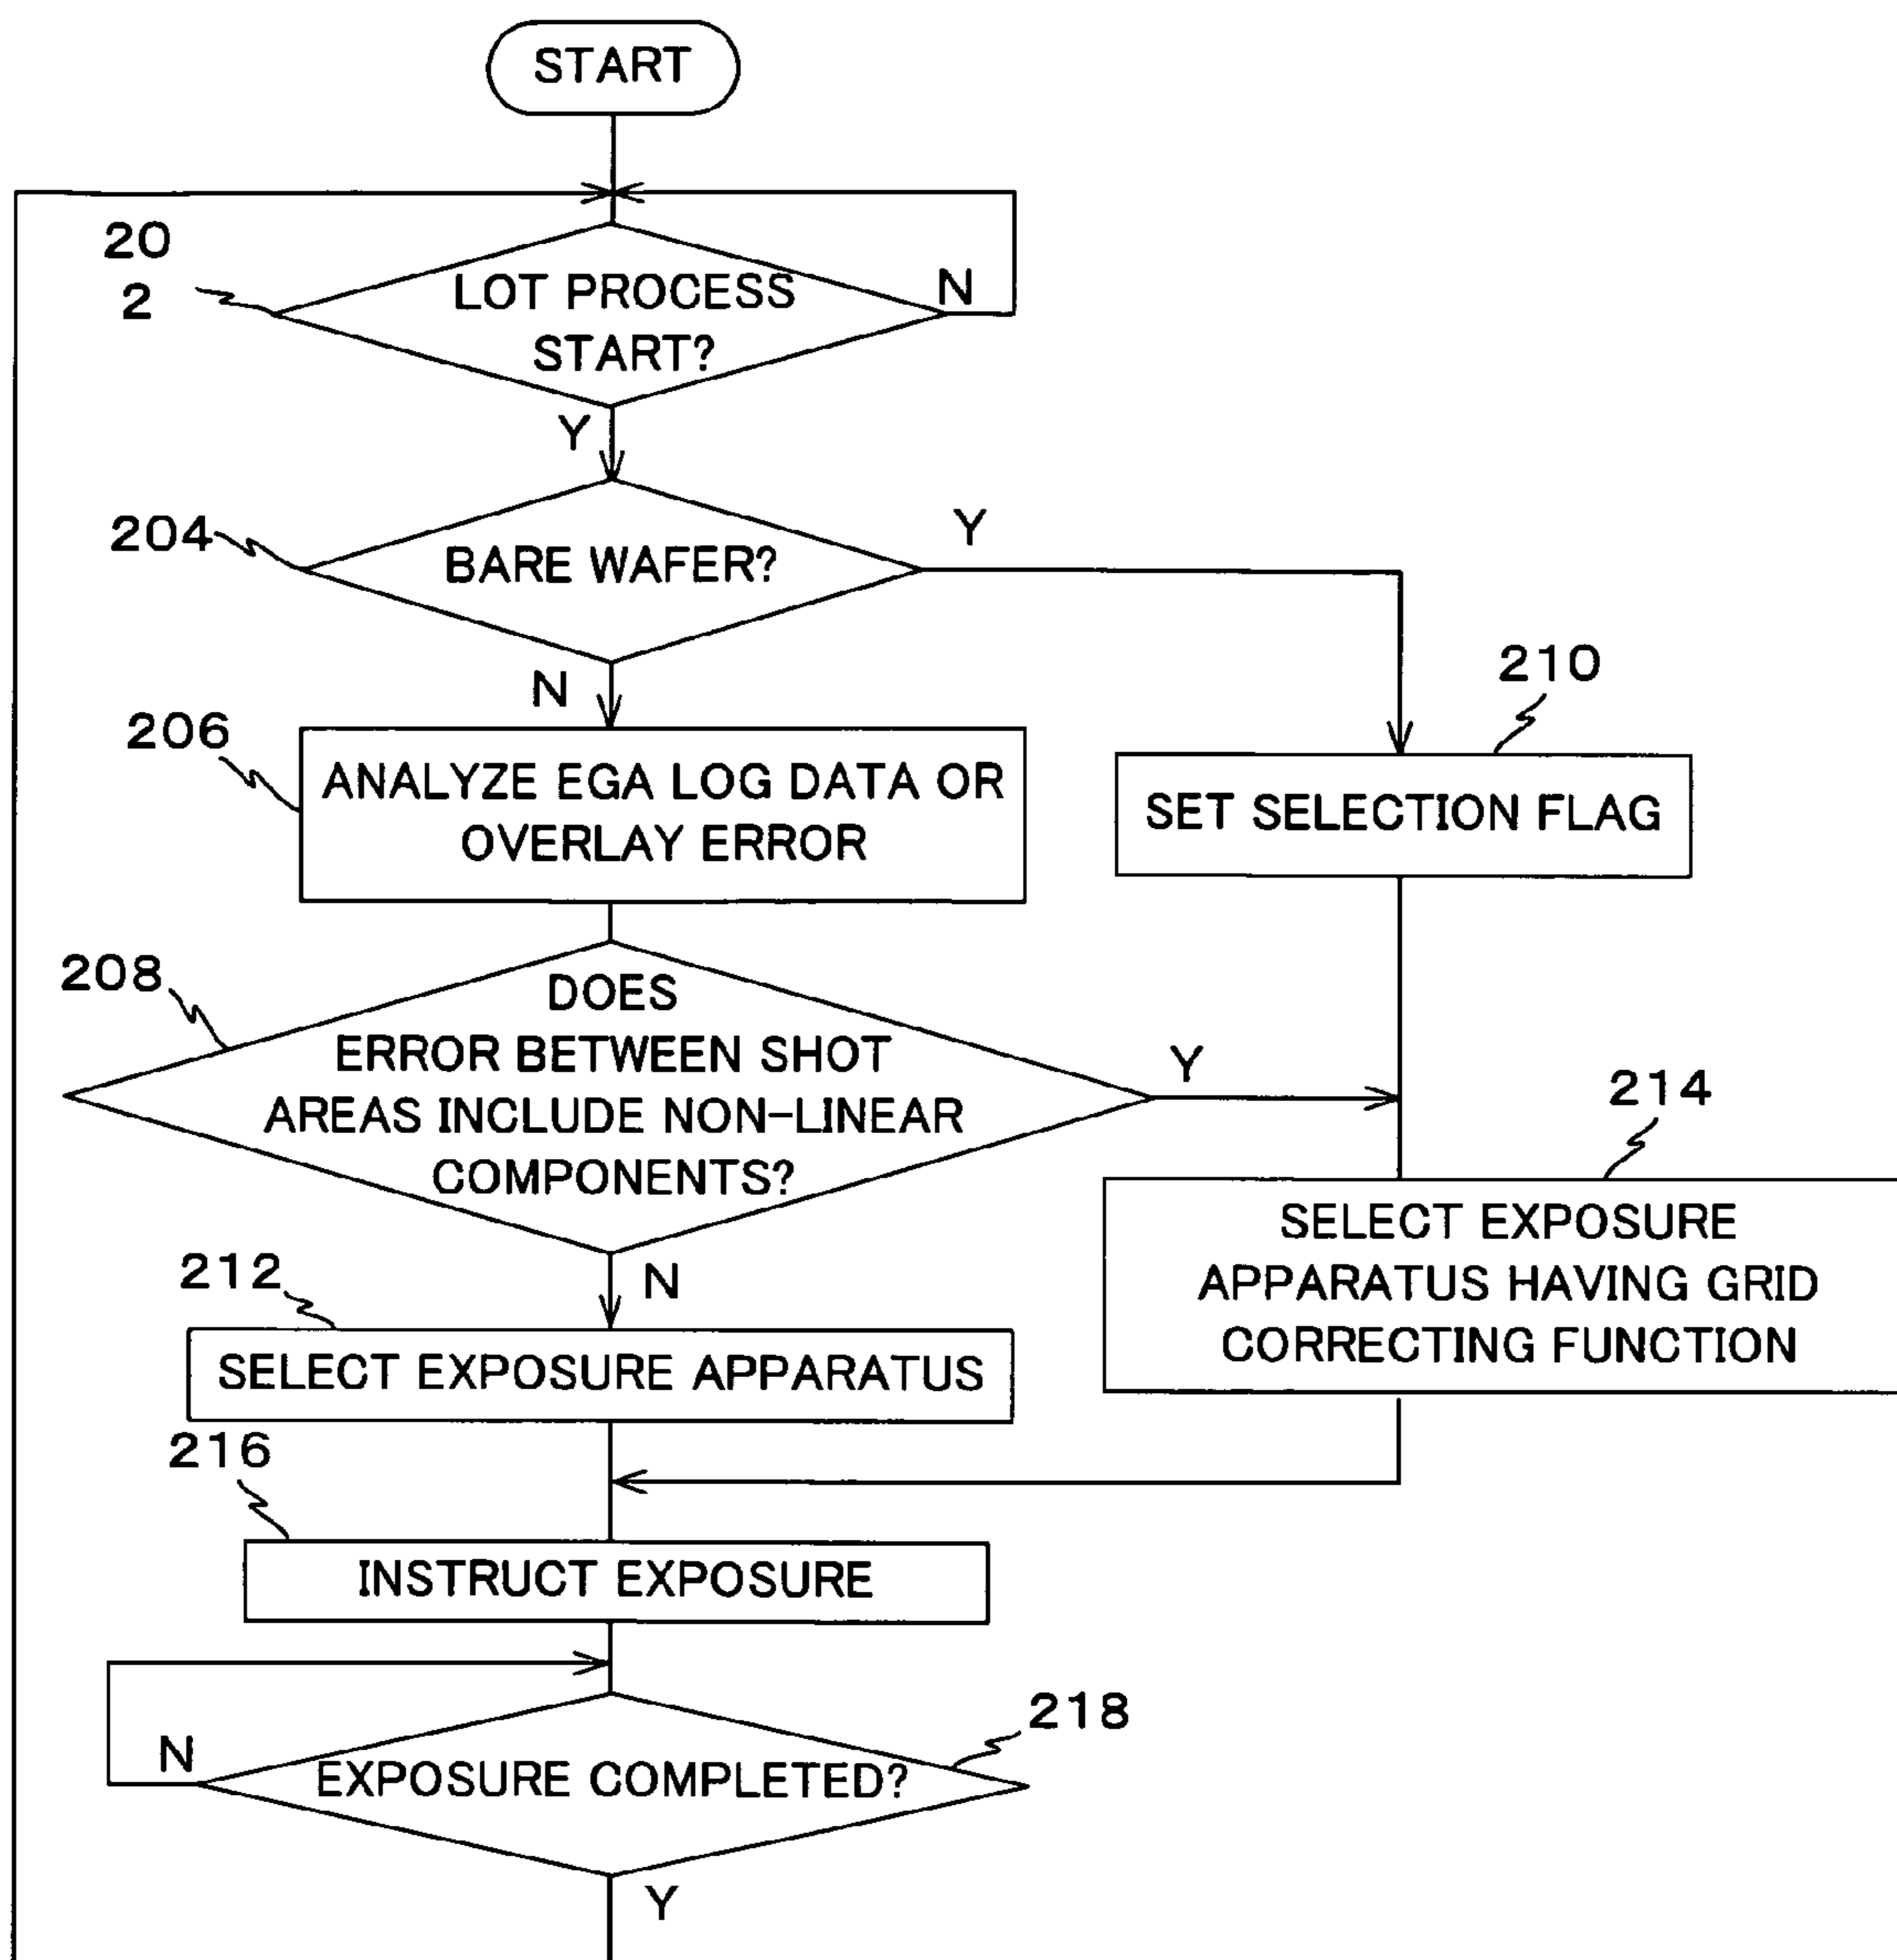 START
20
2
LOT PROCESS
START?
N
Y
204
BARE WAFER?
Y
N
210
206
ANALYZE EGA LOG DATA OR
OVERLAY ERROR
SET SELECTION FLAG
208
DOES
ERROR BETWEEN SHOT
AREAS INCLUDE NON-LINEAR
COMPONENTS?
Y
N
214
SELECT EXPOSURE
APPARATUS HAVING GRID
CORRECTING FUNCTION
212
SELECT EXPOSURE APPARATUS
216
INSTRUCT EXPOSURE
218
N
EXPOSURE COMPLETED?
Y